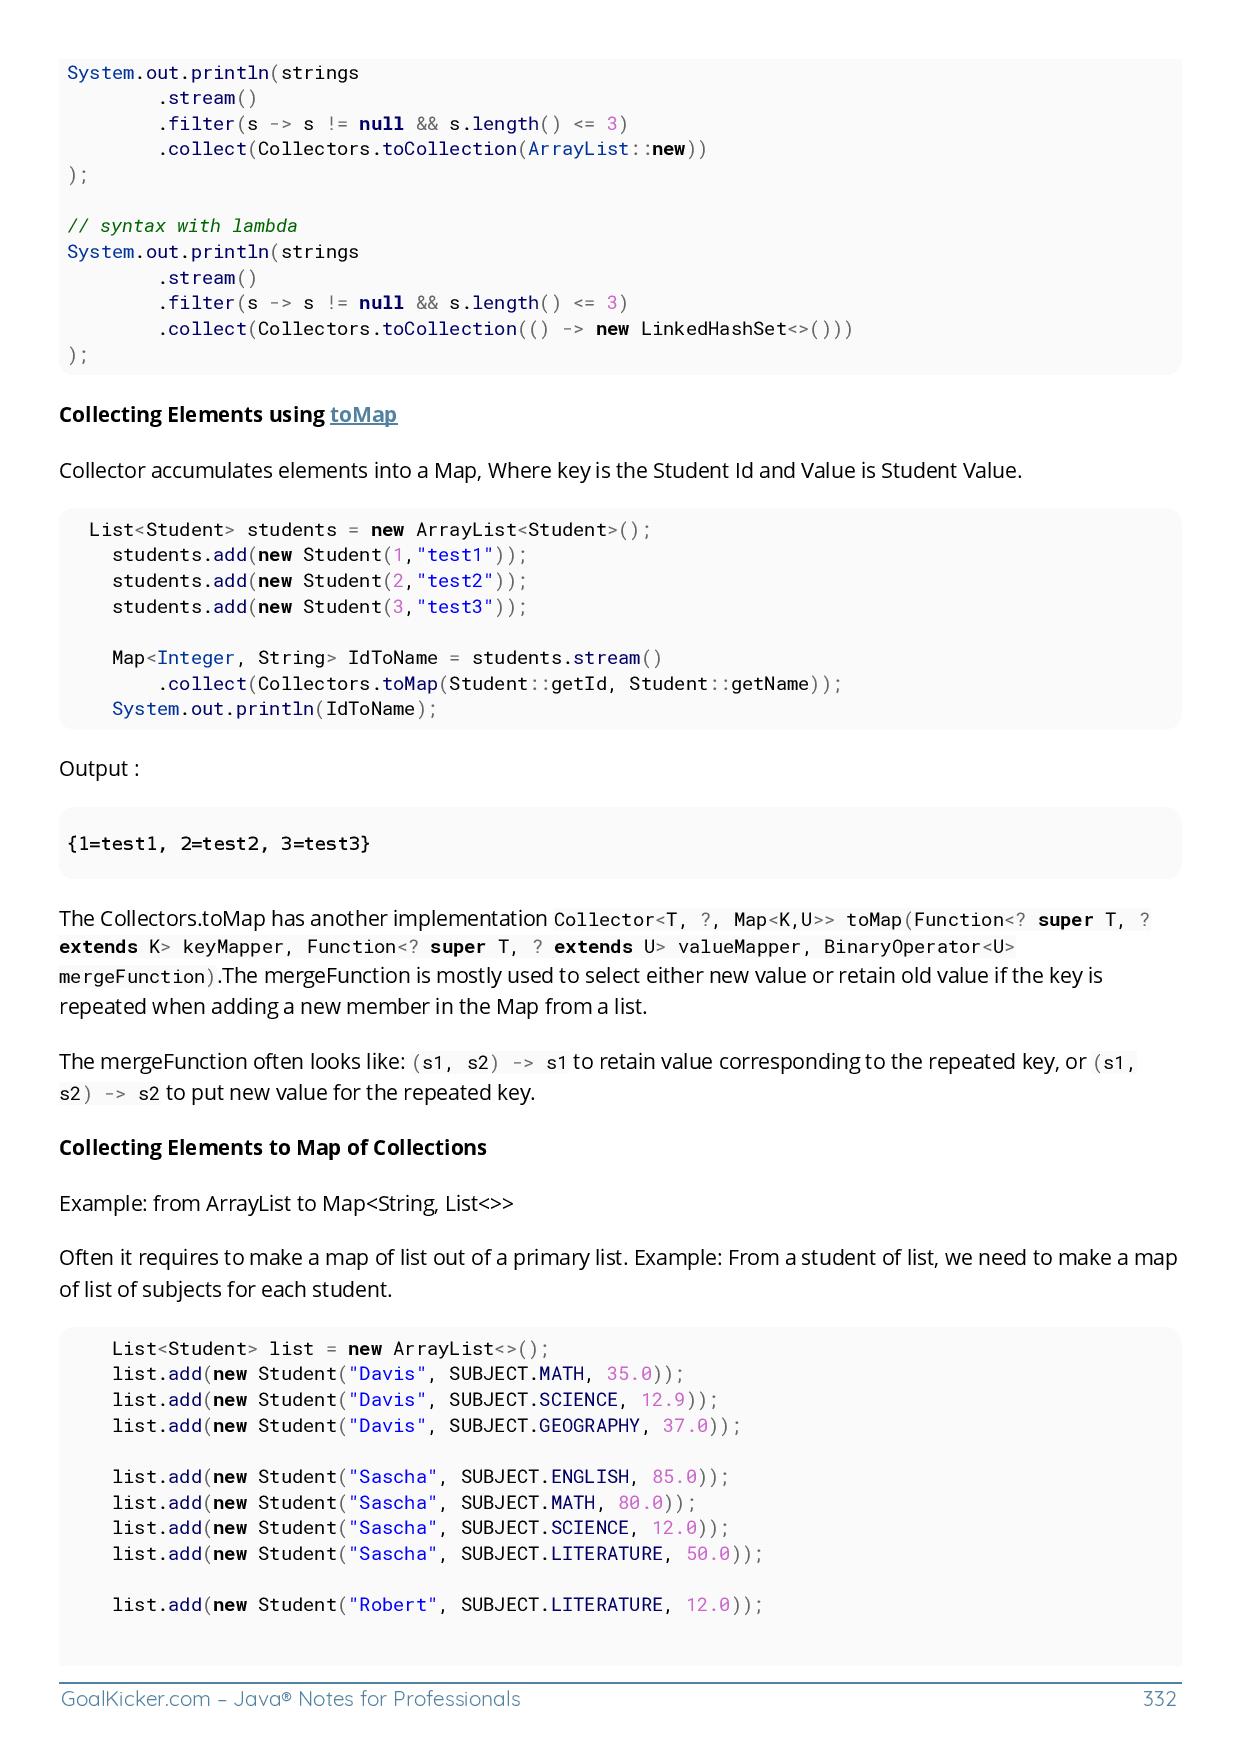 System.out.println(strings
        .stream()
        .filter(s -> s != null && s.length() <= 3)
        .collect(Collectors.toCollection(ArrayList::new))
);

// syntax with lambda
System.out.println(strings
        .stream()
        .filter(s -> s != null && s.length() <= 3)
        .collect(Collectors.toCollection(() -> new LinkedHashSet<>()))
);
Collecting Elements using toMap
Collector accumulates elements into a Map, Where key is the Student Id and Value is Student Value.
  List<Student> students = new ArrayList<Student>();
    students.add(new Student(1,"test1"));
    students.add(new Student(2,"test2"));
    students.add(new Student(3,"test3"));

    Map<Integer, String> IdToName = students.stream()
        .collect(Collectors.toMap(Student::getId, Student::getName));
    System.out.println(IdToName);
Output :
{1=test1, 2=test2, 3=test3}
The Collectors.toMap has another implementation Collector<T, ?, Map<K,U>> toMap(Function<? super T, ?
extends K> keyMapper, Function<? super T, ? extends U> valueMapper, BinaryOperator<U>
mergeFunction).The mergeFunction is mostly used to select either new value or retain old value if the key is
repeated when adding a new member in the Map from a list.
The mergeFunction often looks like: (s1, s2) -> s1 to retain value corresponding to the repeated key, or (s1,
s2) -> s2 to put new value for the repeated key.
Collecting Elements to Map of Collections
Example: from ArrayList to Map<String, List<>>
Often it requires to make a map of list out of a primary list. Example: From a student of list, we need to make a map
of list of subjects for each student.
    List<Student> list = new ArrayList<>();
    list.add(new Student("Davis", SUBJECT.MATH, 35.0));
    list.add(new Student("Davis", SUBJECT.SCIENCE, 12.9));
    list.add(new Student("Davis", SUBJECT.GEOGRAPHY, 37.0));

    list.add(new Student("Sascha", SUBJECT.ENGLISH, 85.0));
    list.add(new Student("Sascha", SUBJECT.MATH, 80.0));
    list.add(new Student("Sascha", SUBJECT.SCIENCE, 12.0));
    list.add(new Student("Sascha", SUBJECT.LITERATURE, 50.0));

    list.add(new Student("Robert", SUBJECT.LITERATURE, 12.0));
GoalKicker.com – Java® Notes for Professionals 332